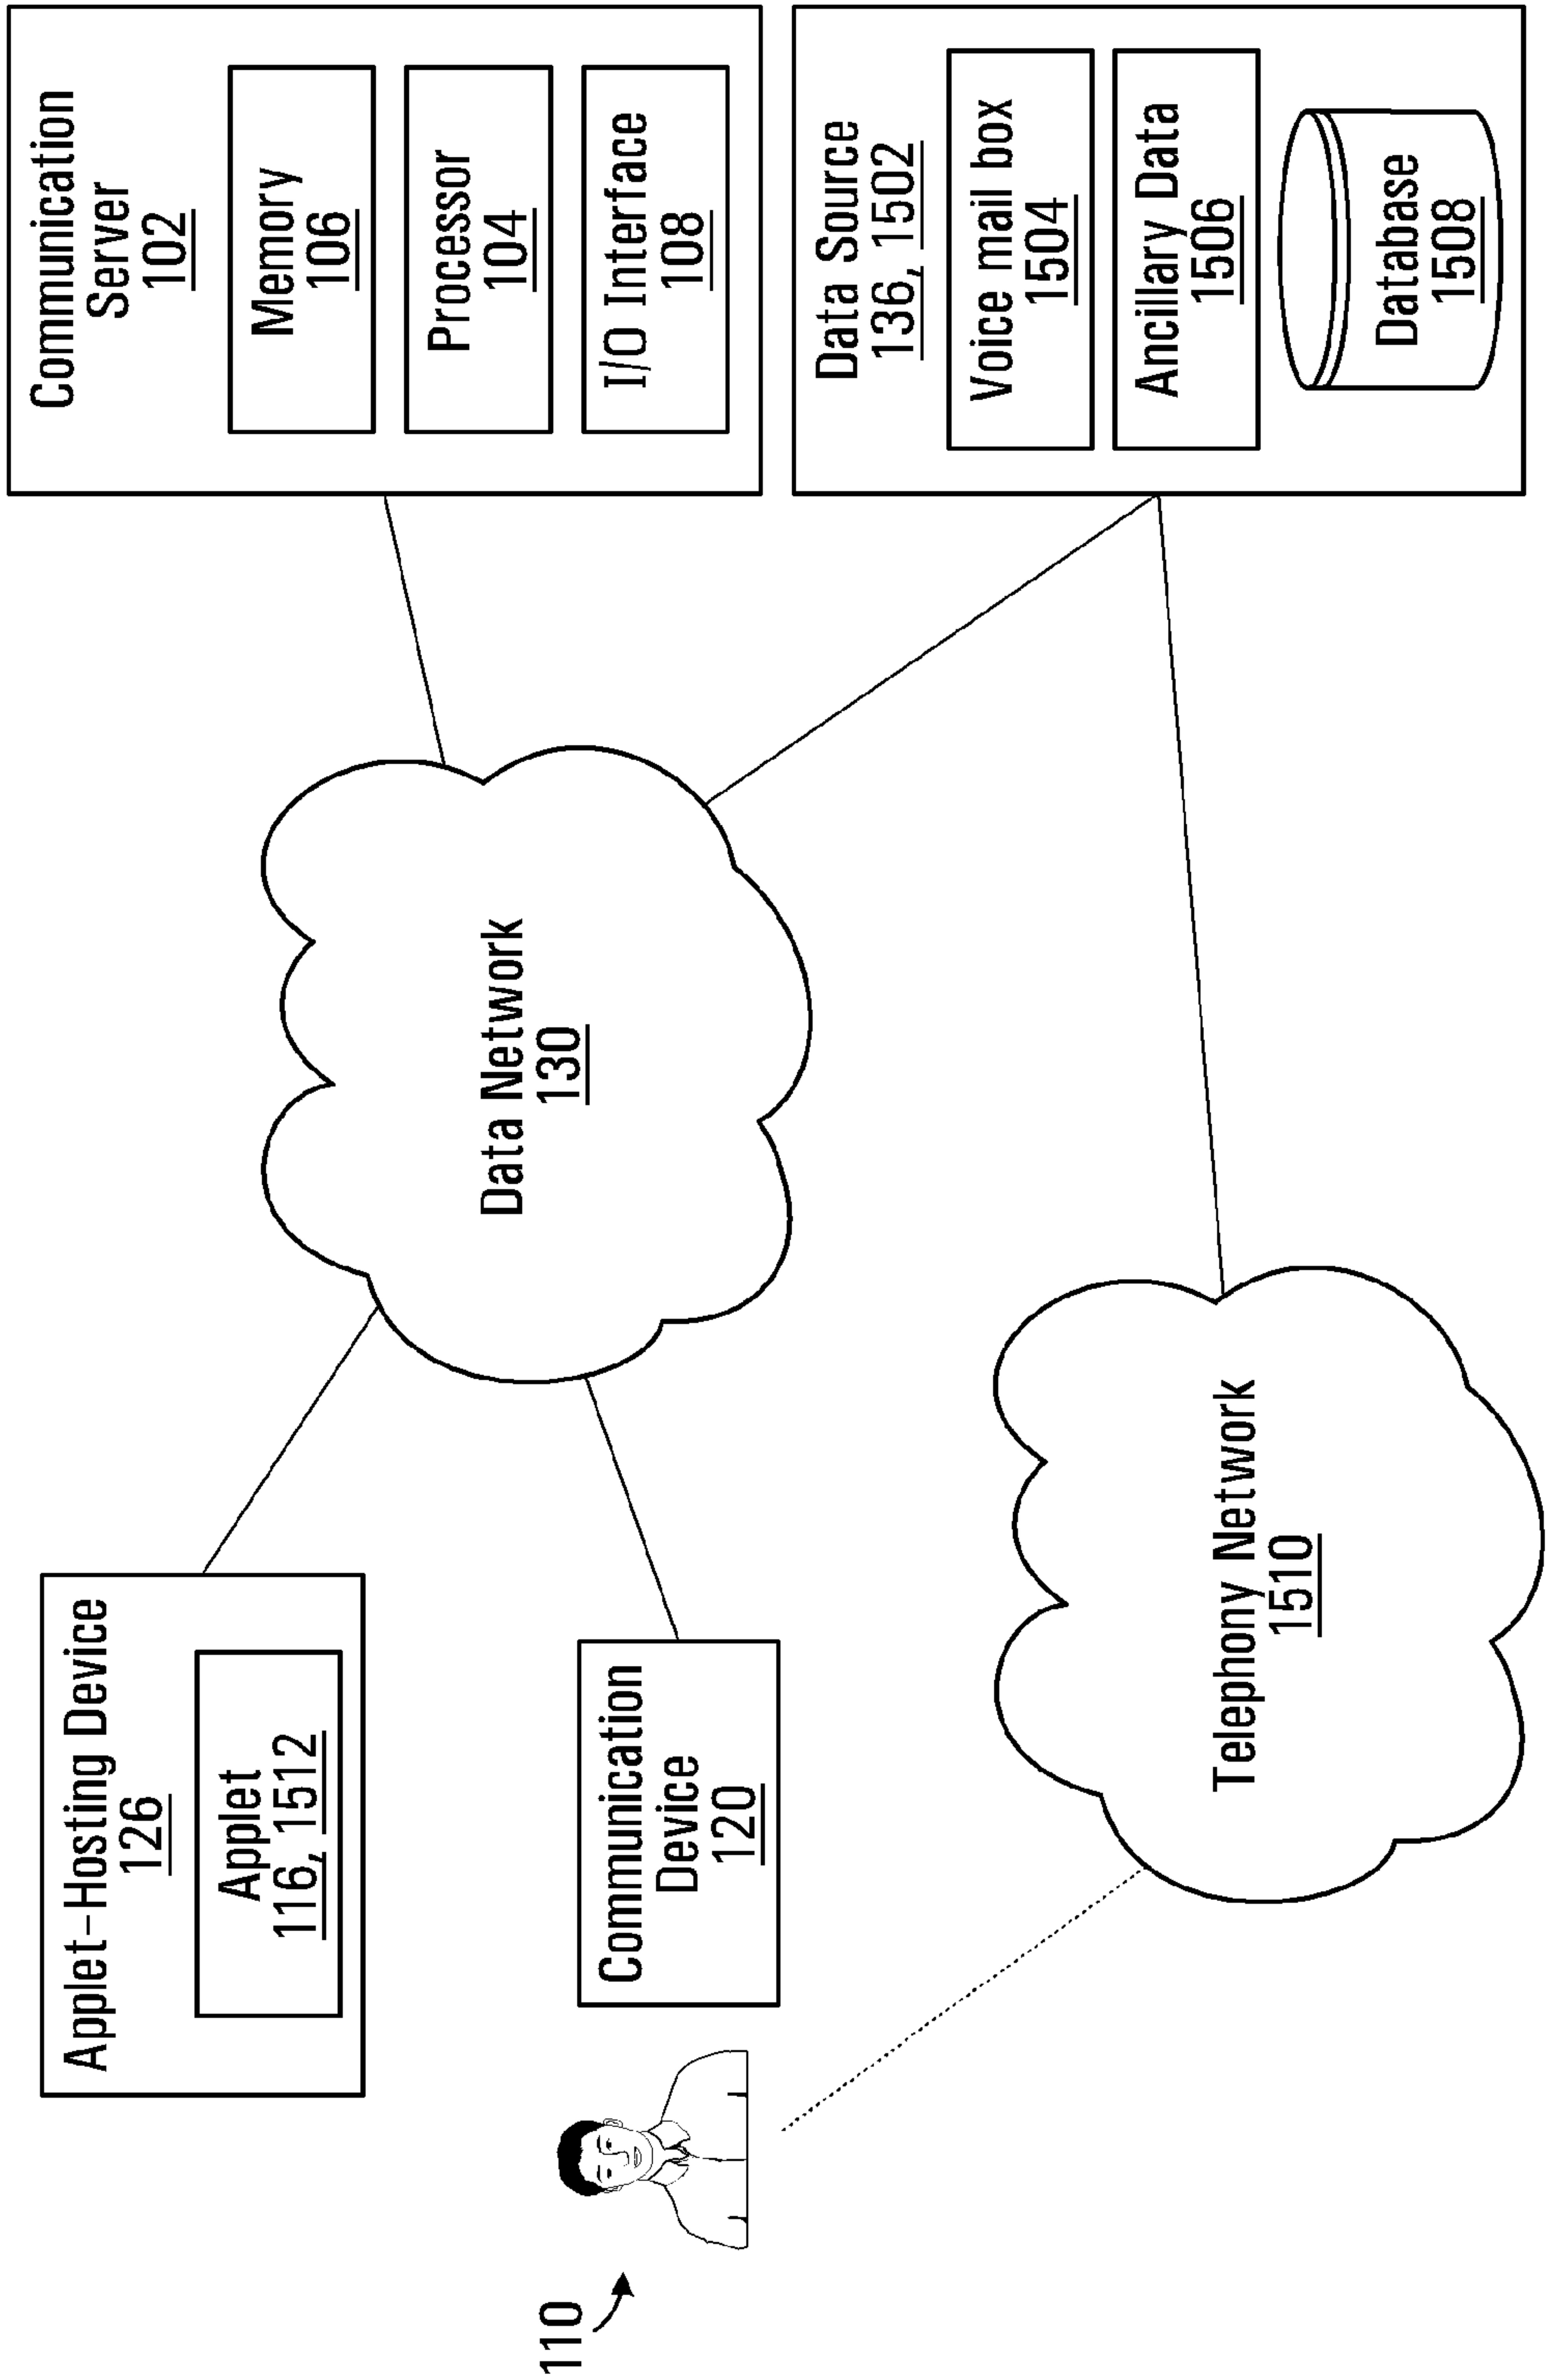 Communication
Server
102
Memory
106
Processor
104
I/O Interface
108
Data Source
136, 1502
Voice mail box
1504
Ancillary Data
1506
Database
1508
Data Network
130
Telephony Network
1510
Applet-Hosting Device
126
Applet
116, 1512
Communication
Device
120
110